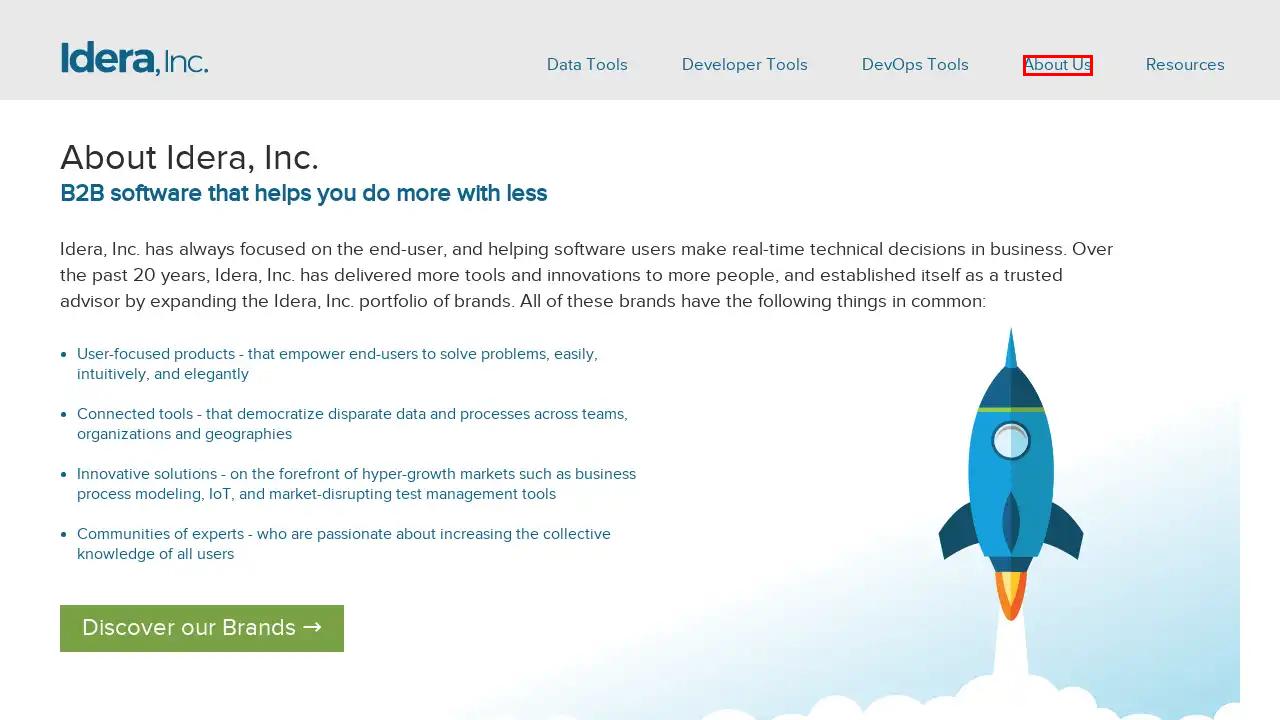 Idera, Inc.
Data Tools
Developer Tools
DevOps Tools
About Us
Resources
About Idera, Inc.
B2B software that helps you do more with less
Idera, Inc. has always focused on the end-user, and helping software users make real-time technical decisions in business. Over
the past 20 years, Idera, Inc. has delivered more tools and innovations to more people, and established itself as a trusted
advisor by expanding the Idera, Inc. portfolio of brands. All of these brands have the following things in common:
• User-focused products - that empower end-users to solve problems, easily,
intuitively, and elegantly
• Connected tools - that democratize disparate data and processes across teams,
organizations and geographies
• Innovative solutions - on the forefront of hyper-growth markets such as business
process modeling, IoT, and market-disrupting test management tools
• Communities of experts - who are passionate about increasing the collective
knowledge of all users
Discover our Brands →